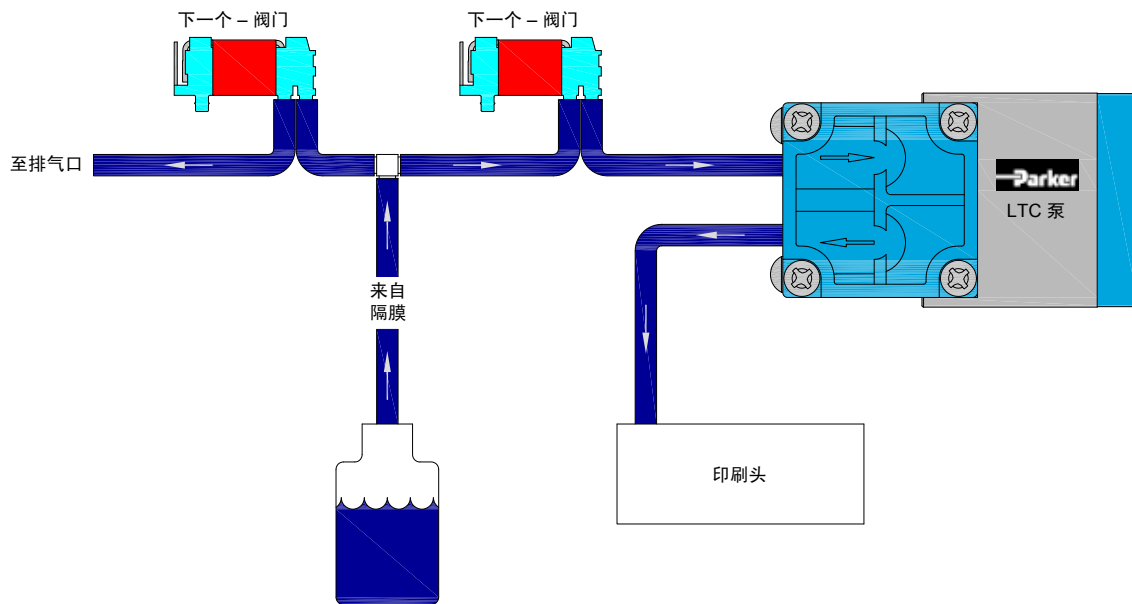 下一个 – 阀门
下一个 – 阀门
至排气口
Parker
LTC 泵
来自
隔膜
印刷头